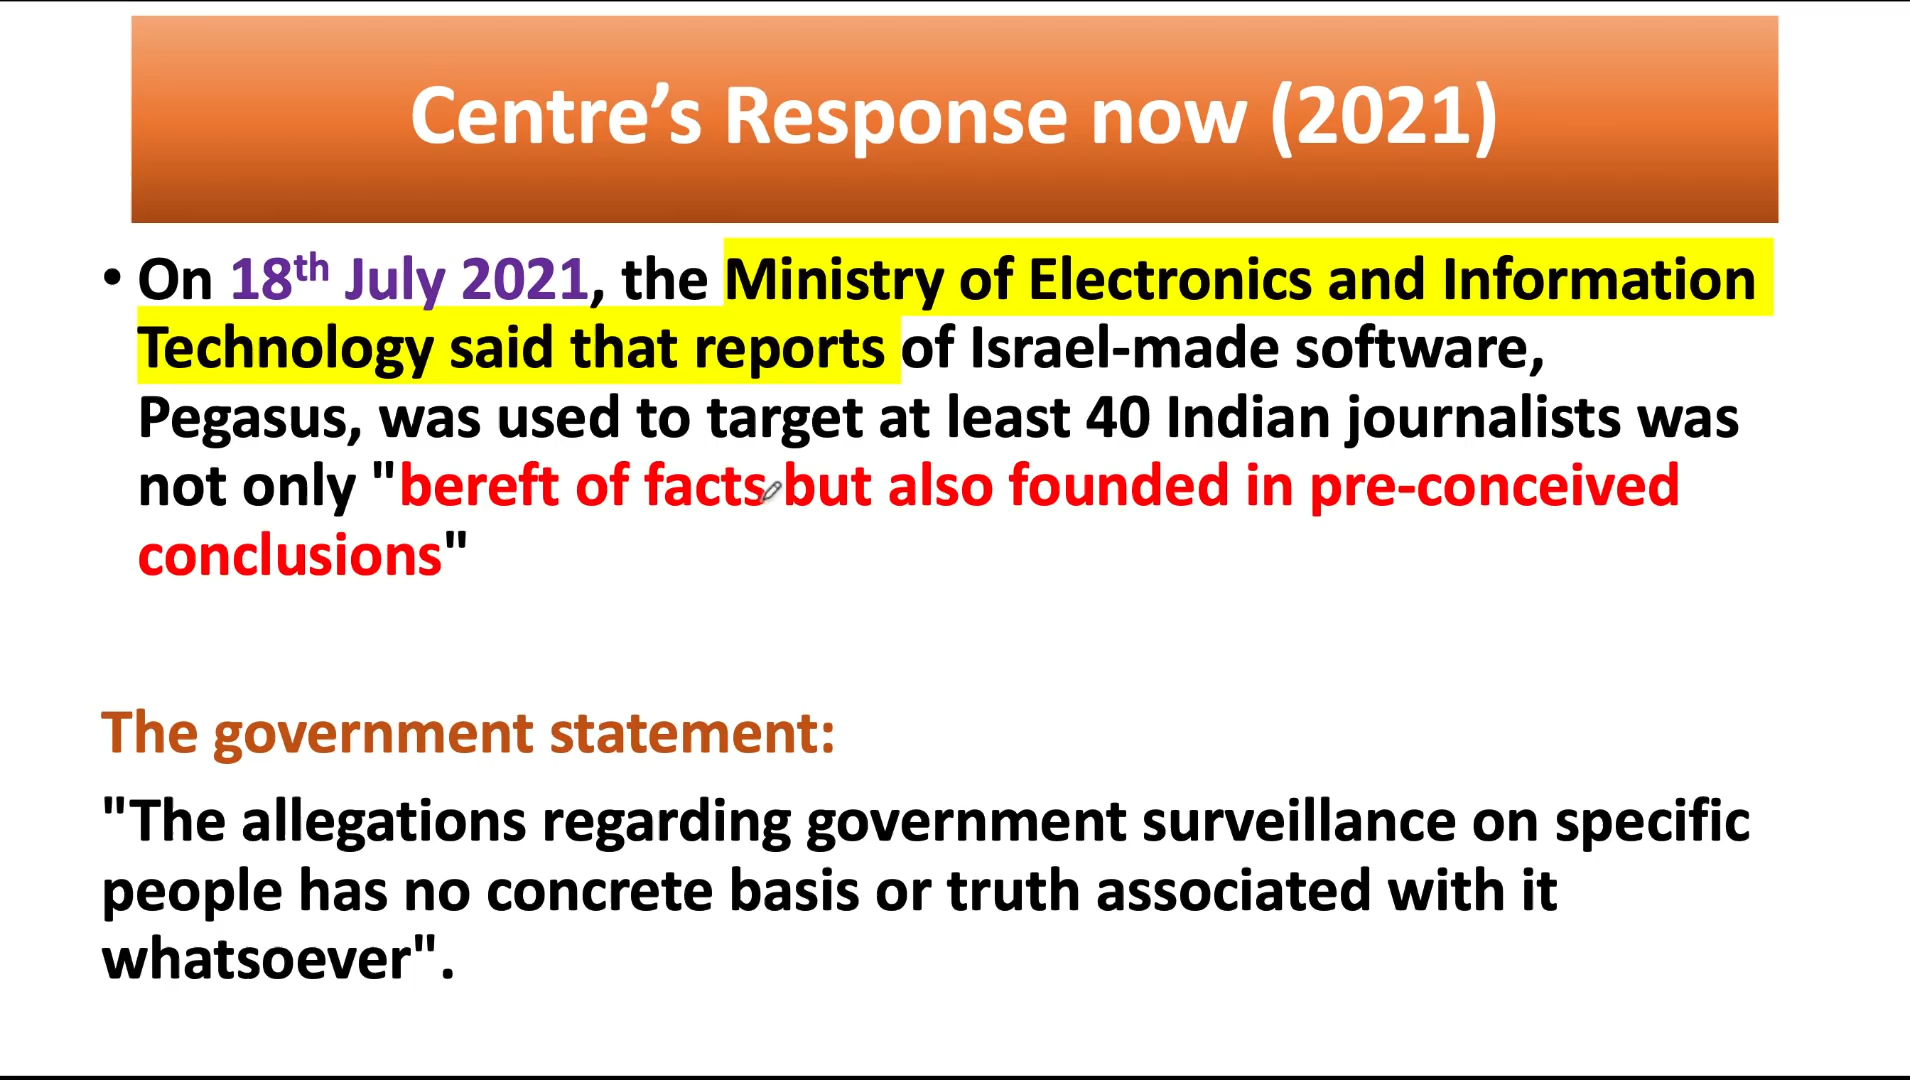 Centre’s Response now (2021)
• On 18th July 2021, the Ministry of Electronics and Information
Technology said that reports of Israel-made software,
Pegasus, was used to target at least 40 Indian journalists was
not only "bereft of facts but also founded in pre-conceived
conclusions"
The government statement:
"The allegations regarding government surveillance on specific
people has no concrete basis or truth associated with it
whatsoever".